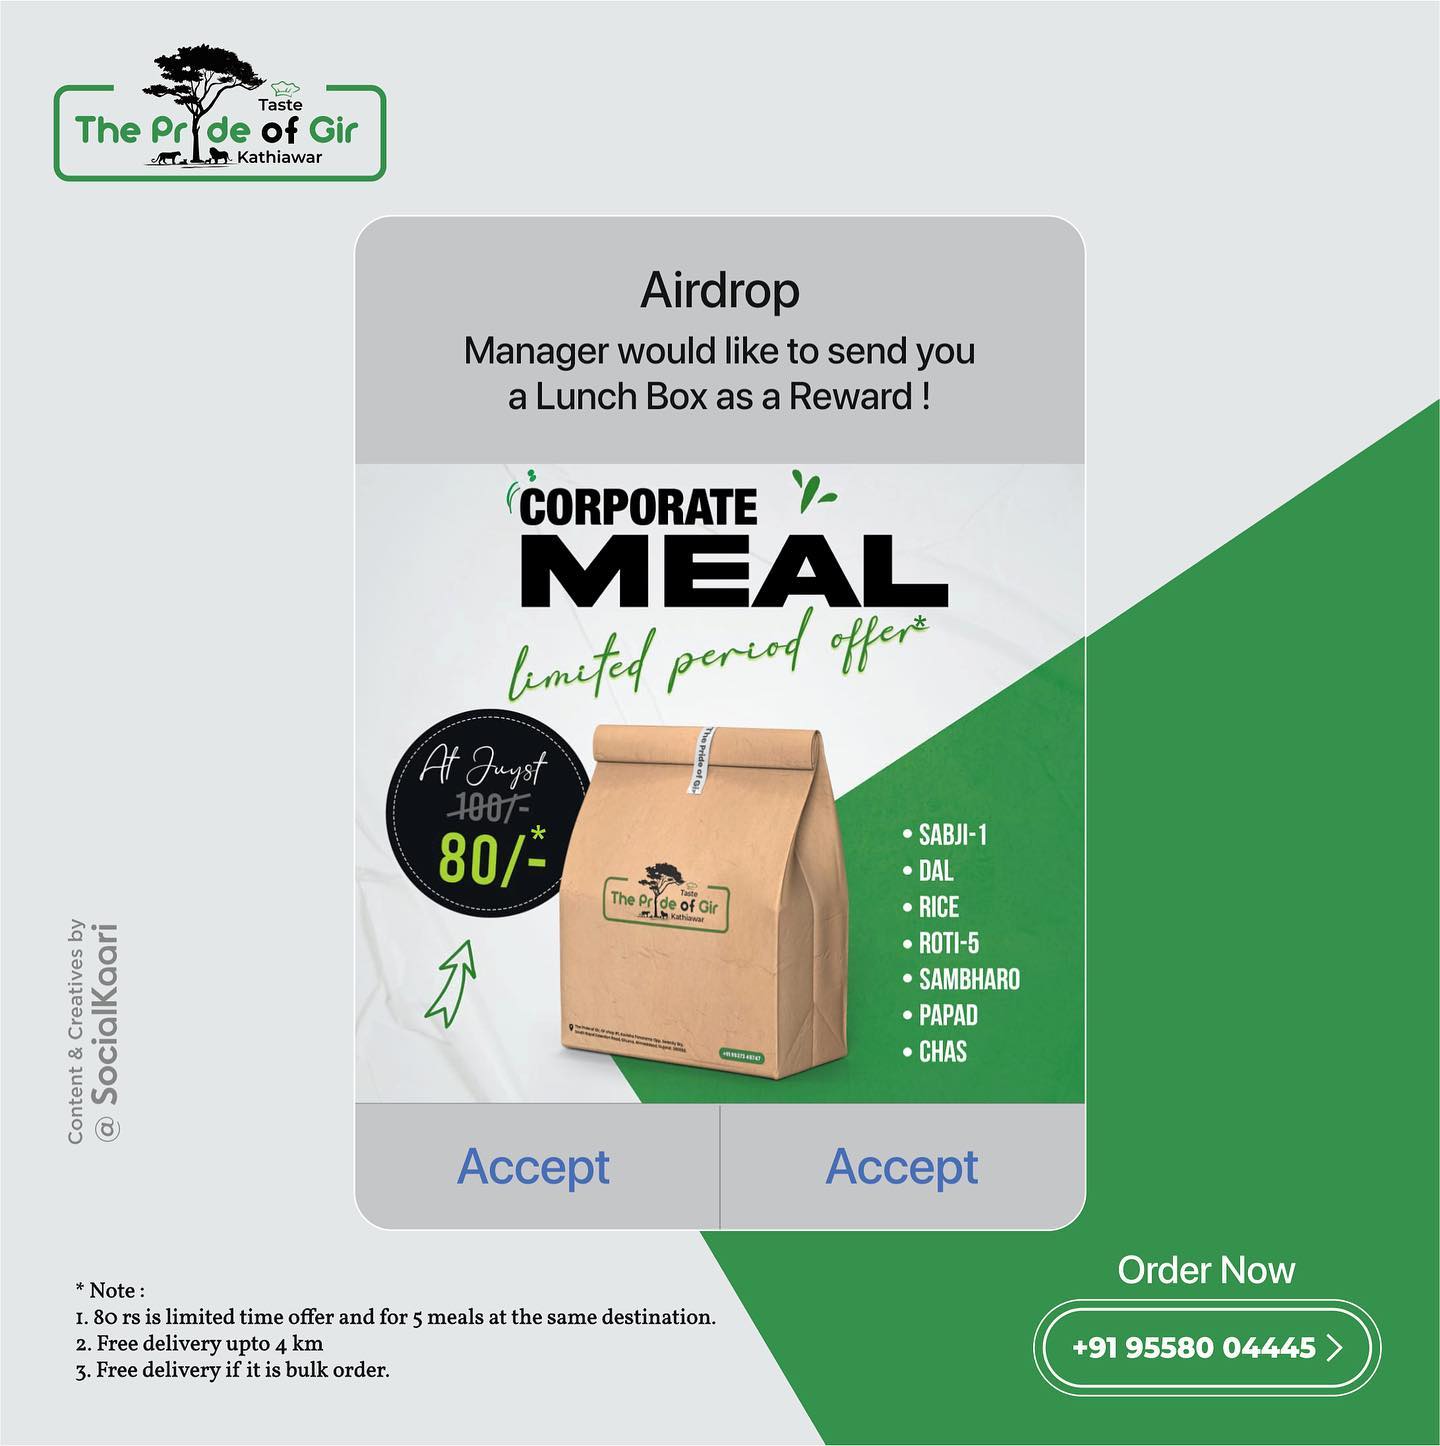 Taste
The Pride of Gir
Kathiawar
Airdrop
Manager would like to send you
a Lunch Box as a Reward !
CORPORATE
MEAL
limited period offer*
At Juyst
100/-
80/-*
The Pride of Gir
Taste
The Pride of Gir
Kathiawar
• SABJI-1
• DAL
• RICE
• ROTI-5
• SAMBHARO
• PAPAD
• CHAS
Accept
Accept
Content & Creatives by
@ SocialKaari
* Note :
1. 80 rs is limited time offer and for 5 meals at the same destination.
2. Free delivery upto 4 km
3. Free delivery if it is bulk order.
Order Now
+91 95580 04445 >